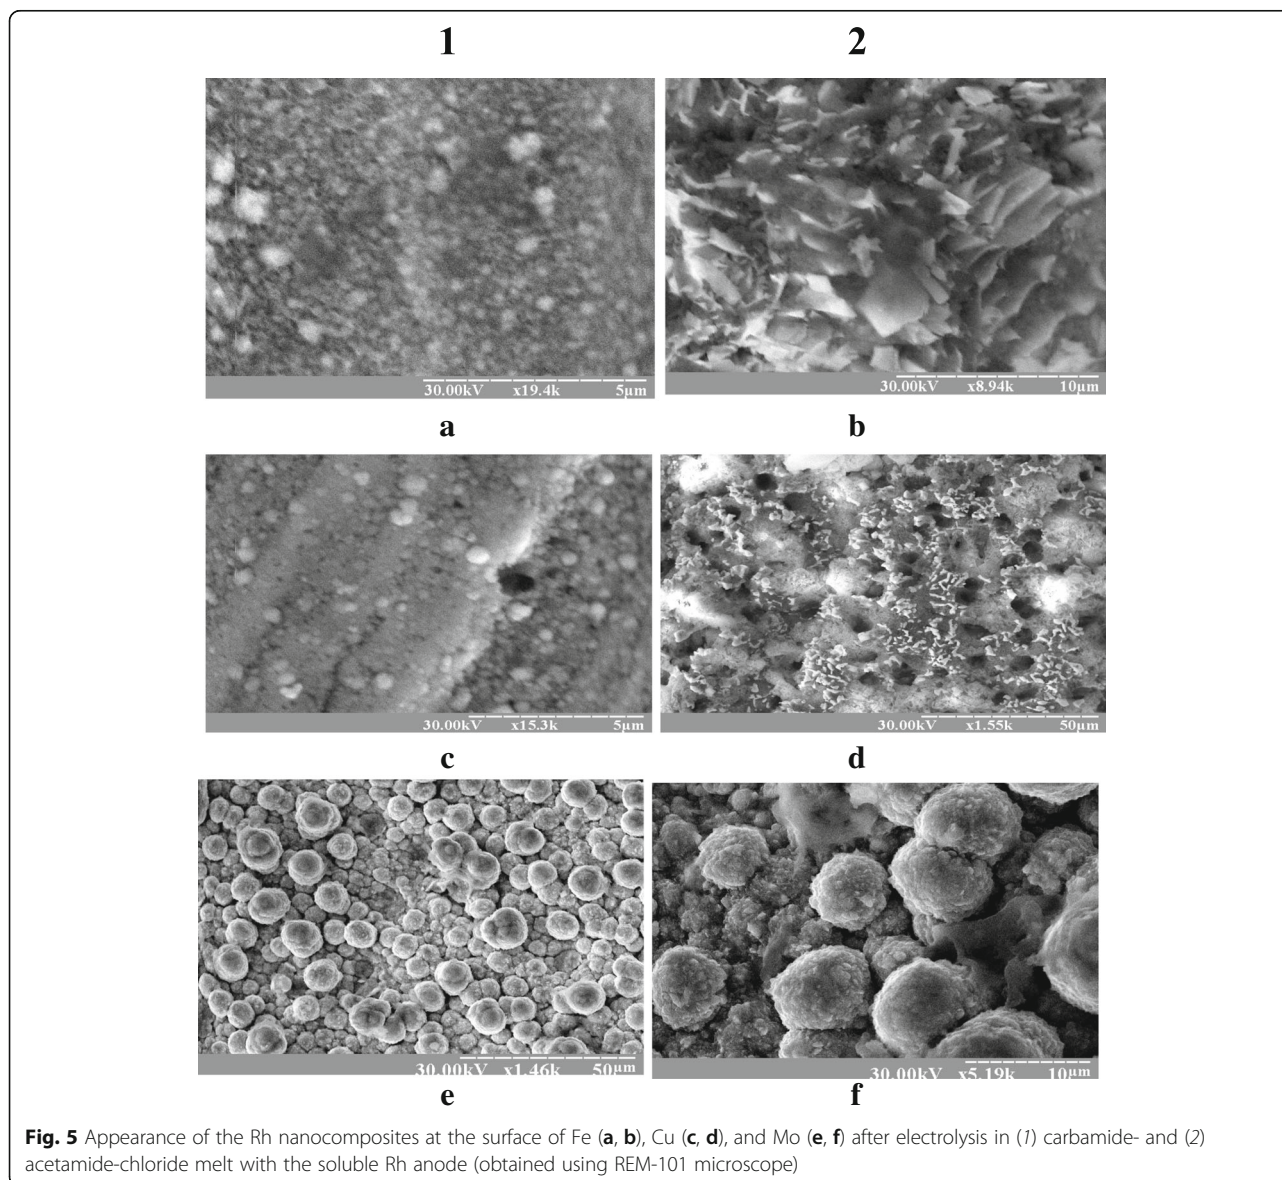 1 2
30.00kV x19.4k 5µm
30.00kV x8.94k 10µm
a b
30.00kV x15.3k 5µm
30.00kV x1.55k 50µm
c d
30.00kV x1.46k 50µm
30.00kV x5.19k 10µm
e f
Fig. 5 Appearance of the Rh nanocomposites at the surface of Fe (a, b), Cu (c, d), and Mo (e, f) after electrolysis in (1) carbamide- and (2)
acetamide-chloride melt with the soluble Rh anode (obtained using REM-101 microscope)